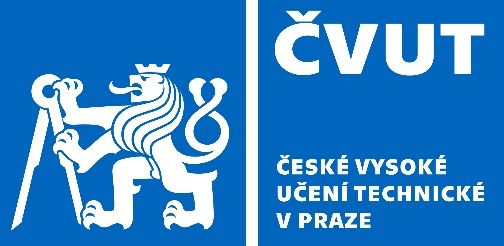 ČVUT
ČESKÉ VYSOKÉ
UČENÍ TECHNICKÉ
V PRAZE